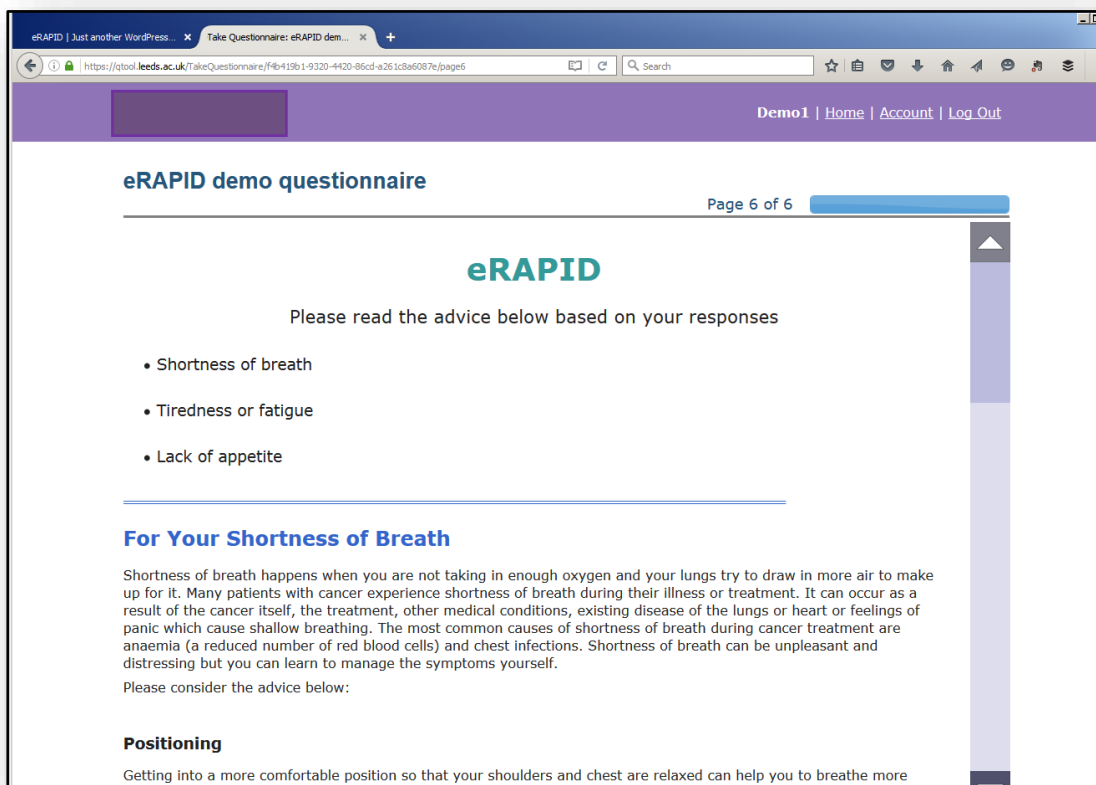 eRAPID | Just another WordPress...
Take Questionnaire: eRAPID dem...
https://qtool.leeds.ac.uk/TakeQuestionnaire/f4b419b1-9320-4420-86cd-a261c8a6087e/page6
Search
Demo1 | Home | Account | Log Out
eRAPID demo questionnaire
Page 6 of 6
eRAPID
Please read the advice below based on your responses
• Shortness of breath
• Tiredness or fatigue
• Lack of appetite
For Your Shortness of Breath
Shortness of breath happens when you are not taking in enough oxygen and your lungs try to draw in more air to make
up for it. Many patients with cancer experience shortness of breath during their illness or treatment. It can occur as a
result of the cancer itself, the treatment, other medical conditions, existing disease of the lungs or heart or feelings of
panic which cause shallow breathing. The most common causes of shortness of breath during cancer treatment are
anaemia (a reduced number of red blood cells) and chest infections. Shortness of breath can be unpleasant and
distressing but you can learn to manage the symptoms yourself.
Please consider the advice below:
Positioning
Getting into a more comfortable position so that your shoulders and chest are relaxed can help you to breathe more